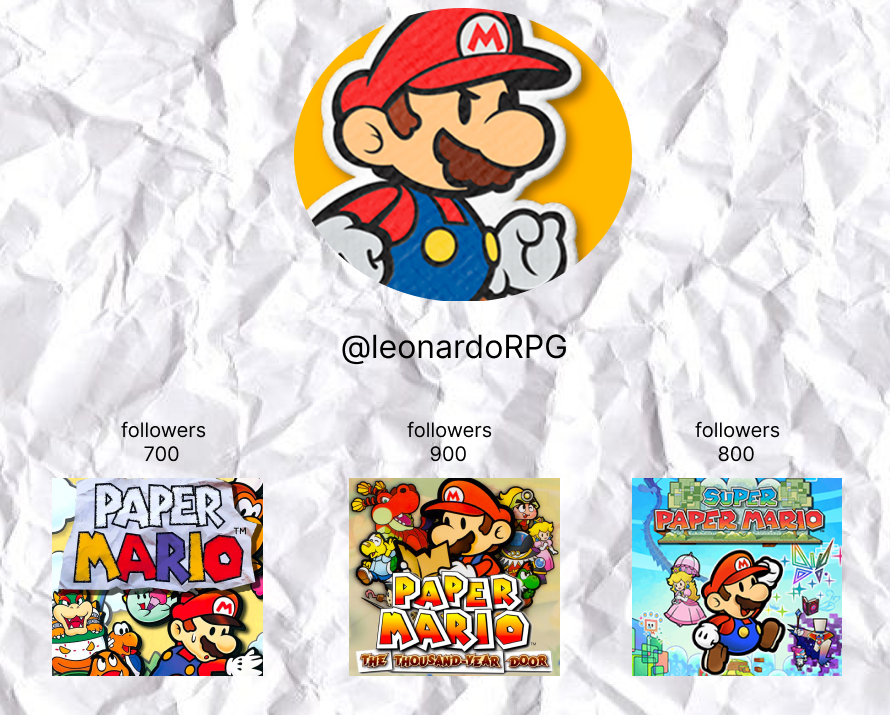 M
@leonardoRPG
followers
700
followers
900
followers
800
PAPER
MARIO
TM
M
M
PAPER
MARIO
THE THOUSAND-YEAR DOOR
SUPER
PAPER MARIO
M